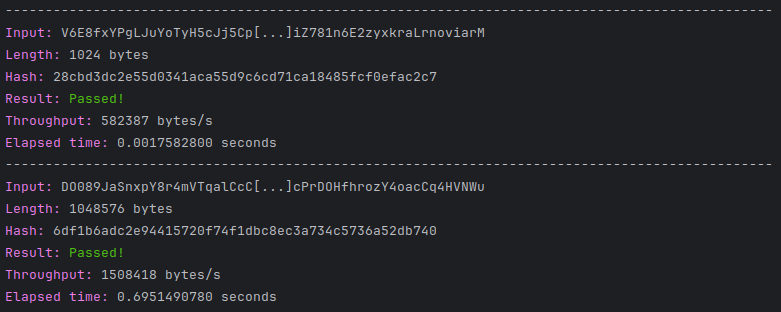 ------------------------------------------------------------------------------------------------
Input: V6E8fxYPgLJuYoTyH5cJj5Cp[...]iZ781n6E2zyxkraLrnoviarM
Length: 1024 bytes
Hash: 28cbd3dc2e55d0341aca55d9c6cd71ca18485fcf0efac2c7
Result: Passed!
Throughput: 582387 bytes/s
Elapsed time: 0.0017582800 seconds
------------------------------------------------------------------------------------------------
Input: DO089JaSnxpY8r4mVTqalCcC[...]cPrDOHfhrozY4oacCq4HVNWu
Length: 1048576 bytes
Hash: 6df1b6adc2e94415720f74f1dbc8ec3a734c5736a52db740
Result: Passed!
Throughput: 1508418 bytes/s
Elapsed time: 0.6951490780 seconds